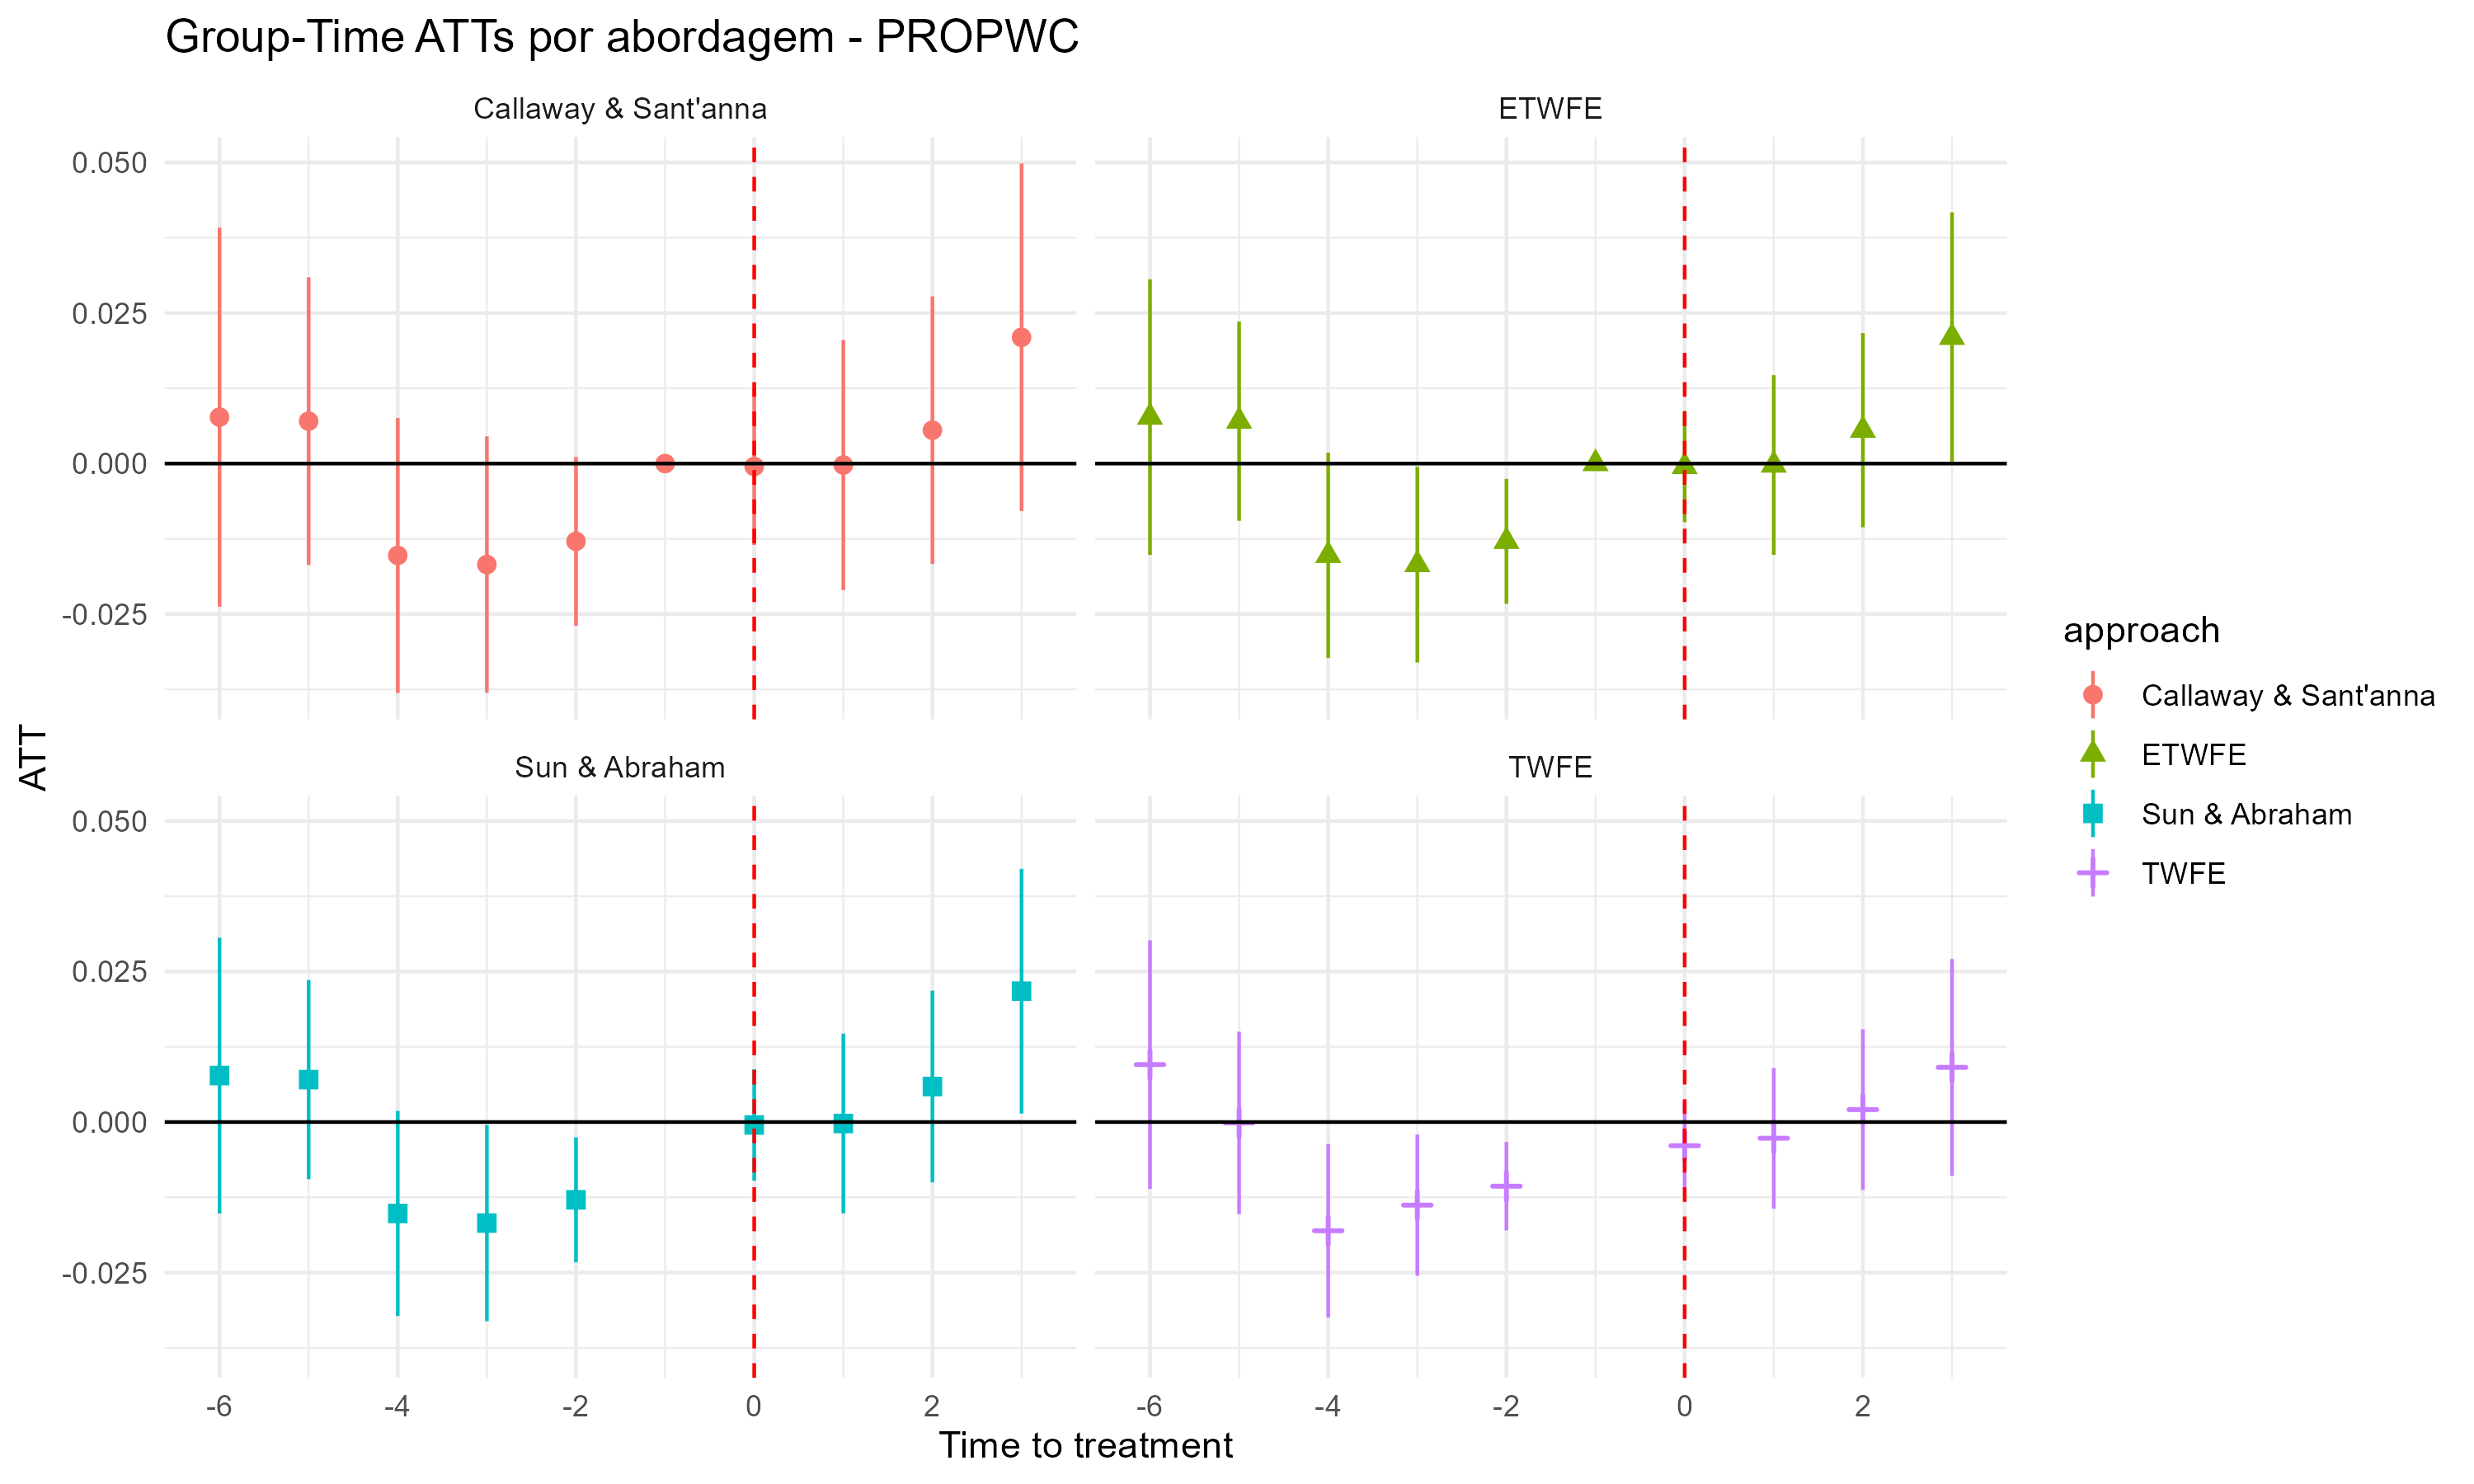 Group-Time ATTs por abordagem - PROPWC
Callaway & Sant'anna
ETWFE
0.050
0.025
0.000
-0.025
Sun & Abraham
TWFE
0.050
0.025
0.000
-0.025
-6 -4 -2 0 2
-6 -4 -2 0 2
Time to treatment
ATT
approach
Callaway & Sant'anna
ETWFE
Sun & Abraham
TWFE